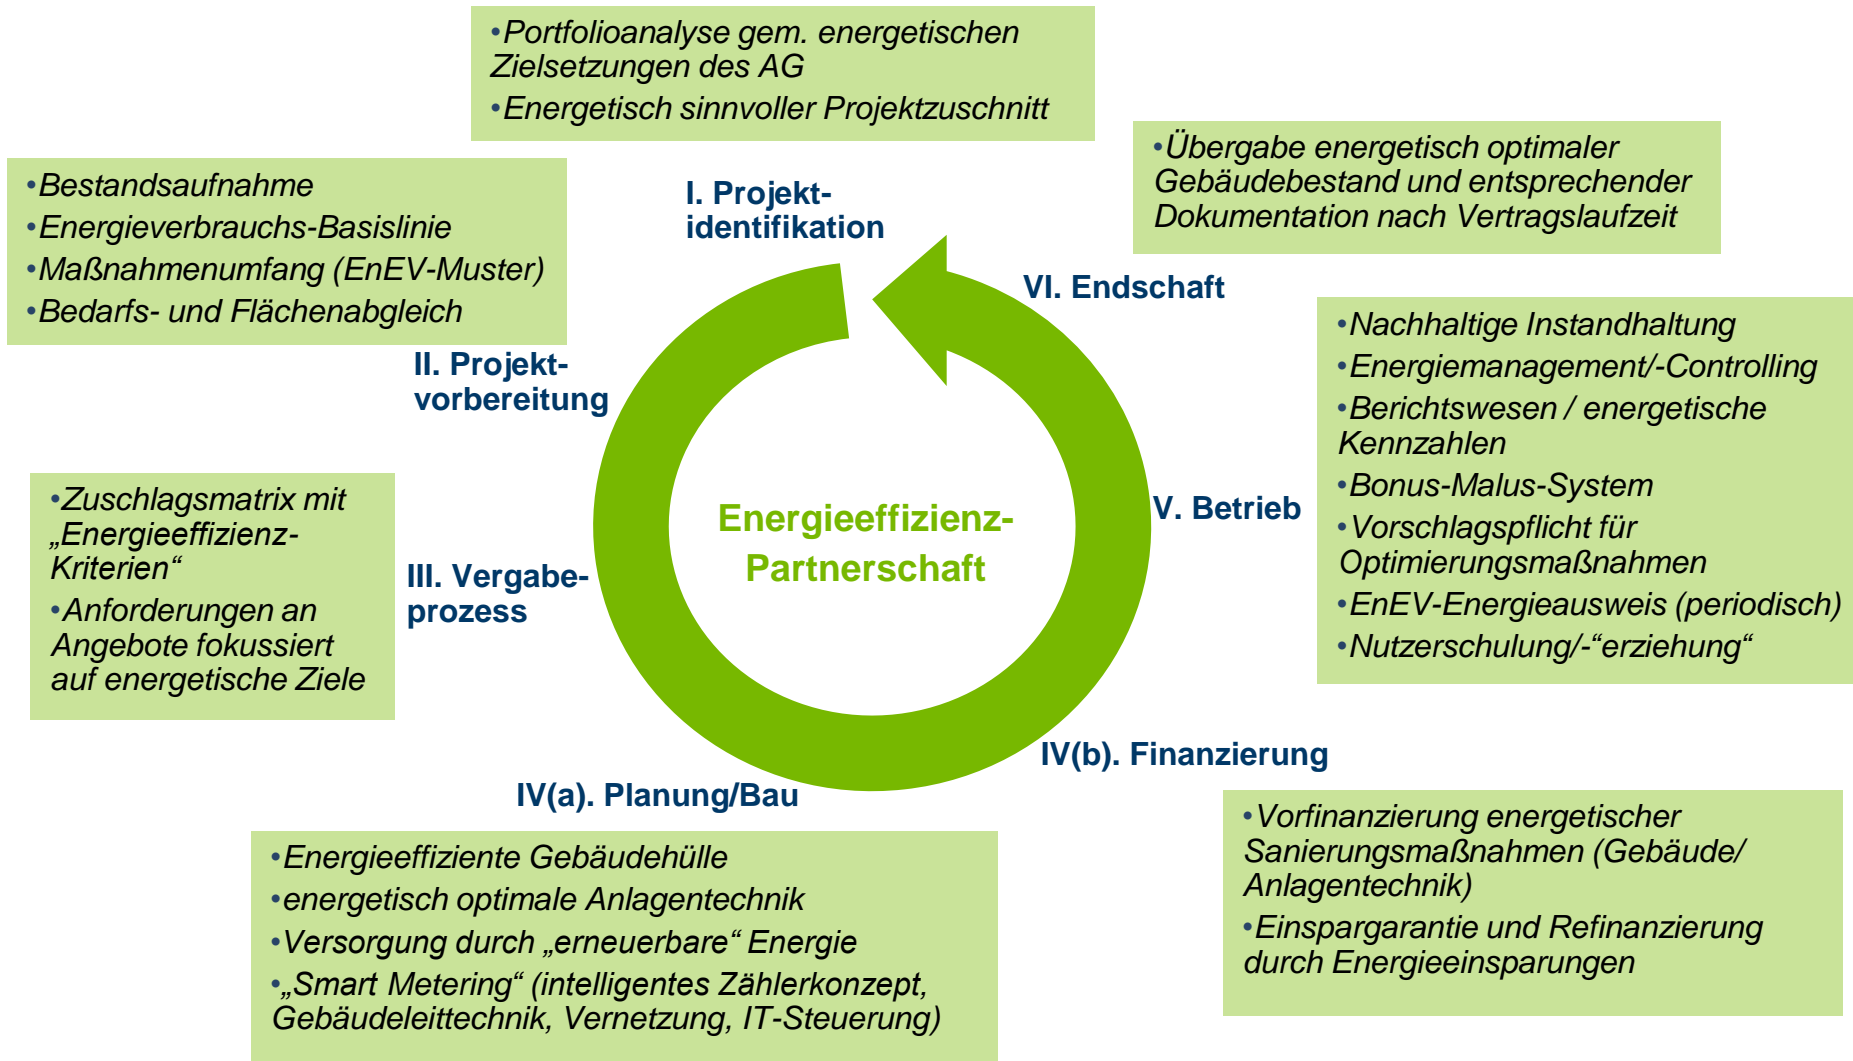 •Portfolioanalyse gem. energetischen
Zielsetzungen des AG
•Energetisch sinnvoller Projektzuschnitt
I. Projekt-
identifikation
•Bestandsaufnahme
•Energieverbrauchs-Basislinie
•Maßnahmenumfang (EnEV-Muster)
•Bedarfs- und Flächenabgleich
II. Projekt-
vorbereitung
•Zuschlagsmatrix mit
„Energieeffizienz-
Kriterien“
•Anforderungen an
Angebote fokussiert
auf energetische Ziele
III. Vergabe-
prozess
Energieeffizienz-
Partnerschaft
IV(a). Planung/Bau
•Energieeffiziente Gebäudehülle
•energetisch optimale Anlagentechnik
•Versorgung durch „erneuerbare“ Energie
•„Smart Metering“ (intelligentes Zählerkonzept,
Gebäudeleittechnik, Vernetzung, IT-Steuerung)
IV(b). Finanzierung
•Vorfinanzierung energetischer
Sanierungsmaßnahmen (Gebäude/
Anlagentechnik)
•Einspargarantie und Refinanzierung
durch Energieeinsparungen
V. Betrieb
•Nachhaltige Instandhaltung
•Energiemanagement/-Controlling
•Berichtswesen / energetische
Kennzahlen
•Bonus-Malus-System
•Vorschlagspflicht für
Optimierungsmaßnahmen
•EnEV-Energieausweis (periodisch)
•Nutzerschulung/-“erziehung“
VI. Endschaft
•Übergabe energetisch optimaler
Gebäudebestand und entsprechender
Dokumentation nach Vertragslaufzeit